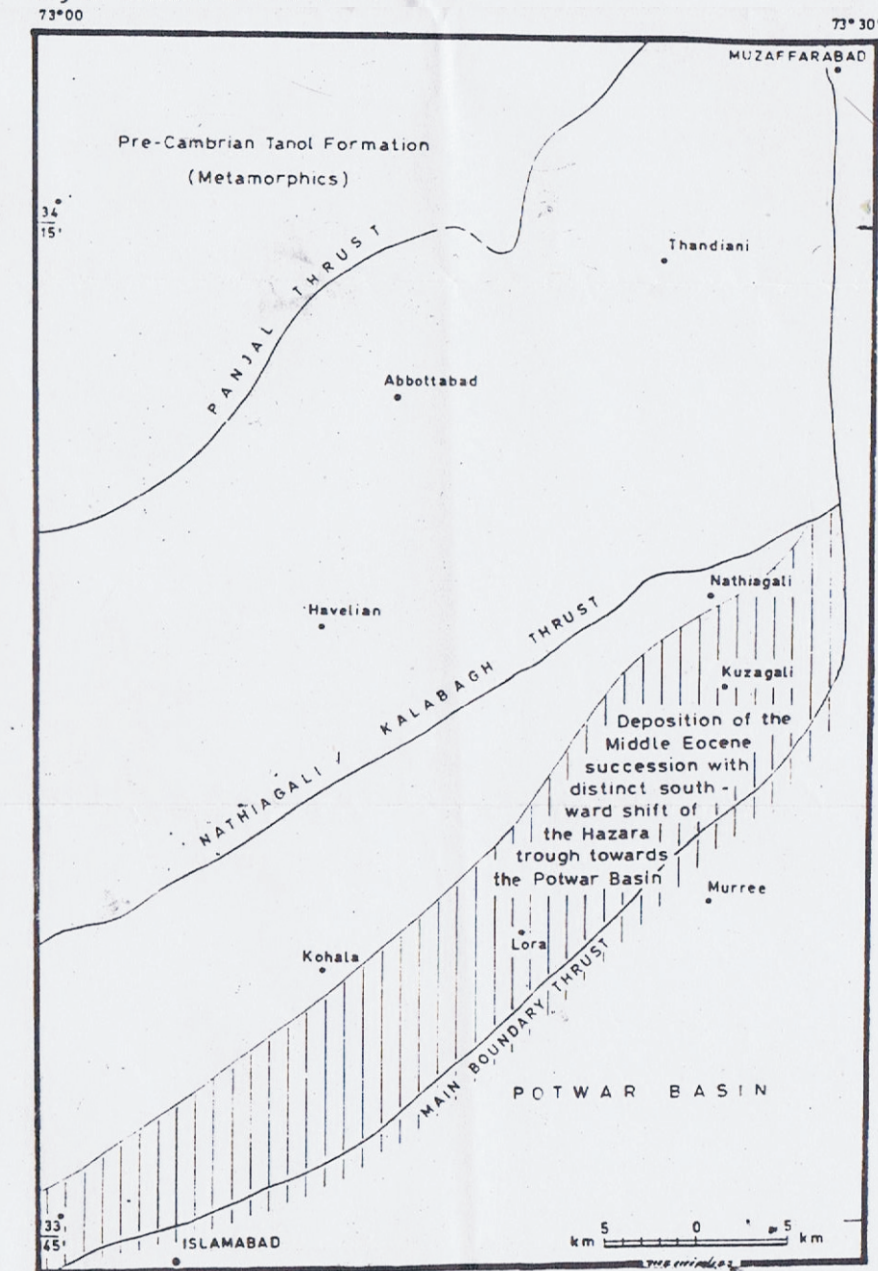 73°00
73°30'
MUZAFFARABAD
Pre-Cambrian Tanol Formation
(Metamorphics)
34°
15'
Thandiani
PANJAL THRUST
Abbottabad
Nathiagali
Havelian
NATHIAGALI / KALABAGH THRUST
Kuzagali
Deposition of the
Middle Eocene
succession with
distinct south-
ward shift of
the Hazara
trough towards
the Potwar Basin
Murree
Lora
Kohala
MAIN BOUNDARY THRUST
POTWAR BASIN
33°
45'
ISLAMABAD
km 5 0 5 km